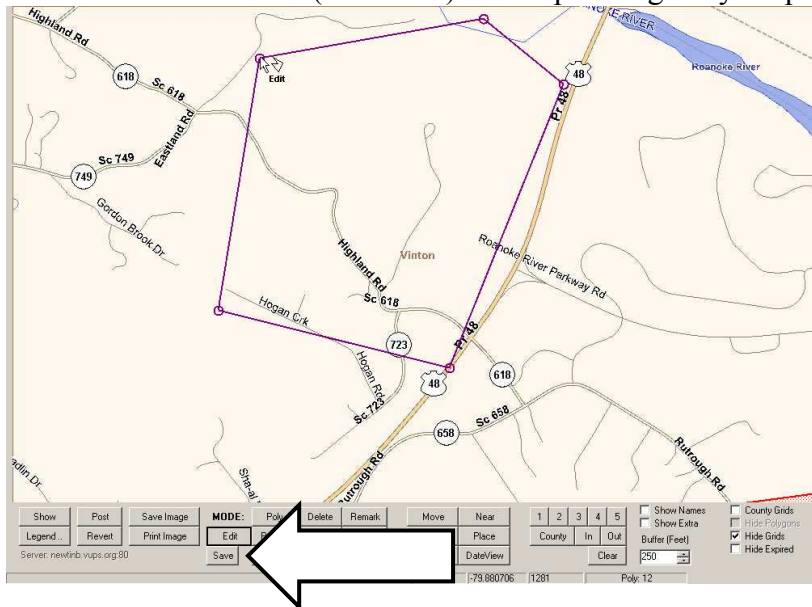 Highland Rd
618
Sc 618
Eastland Rd
Sc 749
749
Gordon Brook Dr
Edit
48
Pr 48
ROANOKE RIVER
Roanoke River
Vinton
Highland Rd
Sc 618
Roanoke River Parkway Rd
Hogan Crk
Hogan Rd
723
Sc 723
Pr 48
48
618
Sc 658
658
Rutrough Rd
Rutrough Rd
Show Post Save Image MODE: Delete Remark Move Near 1 2 3 4 5 Show Names County Grids
Show Extra Hide Polygons
Legend .. Revert Print Image Edit Place County In Out Buffer (Feet) Hide Grids
Server: newtinb.vups.org:80 Save DateView Clear 250 Hide Expired
-79.880706 1281 Poly: 12